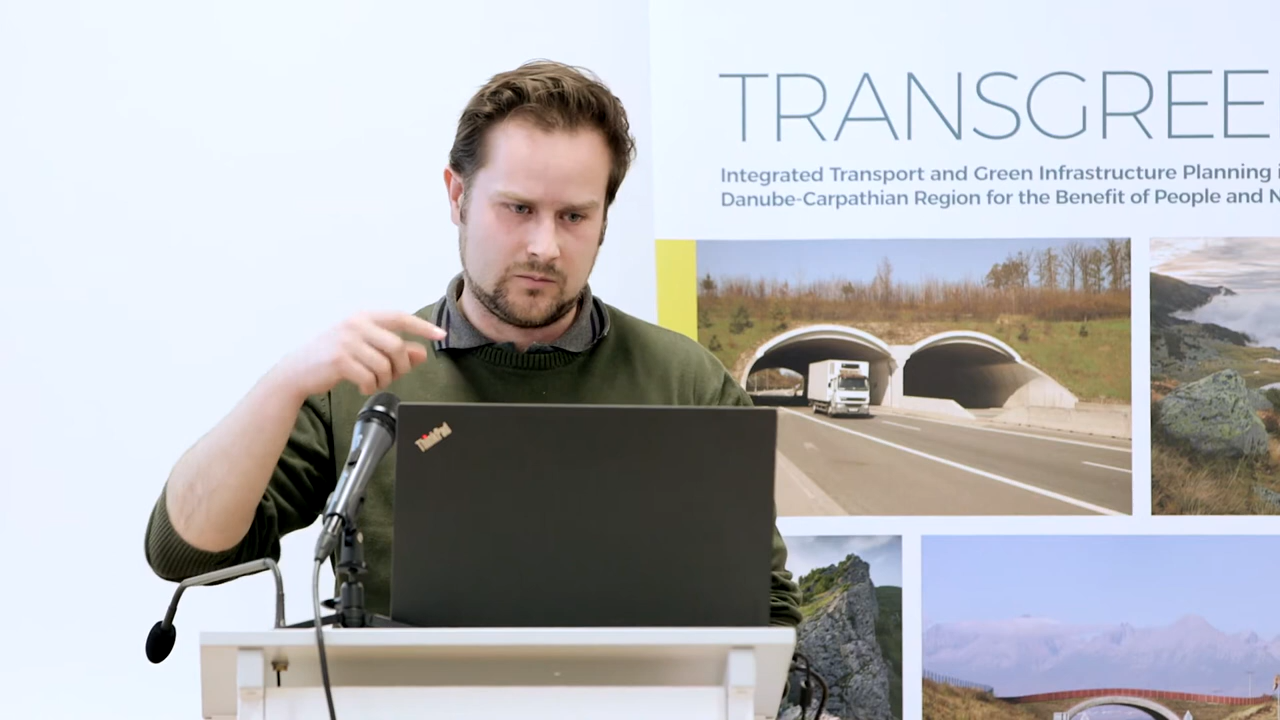 TRANSGREE
Integrated Transport and Green Infrastructure Planning i
Danube-Carpathian Region for the Benefit of People and N
ThinkPad